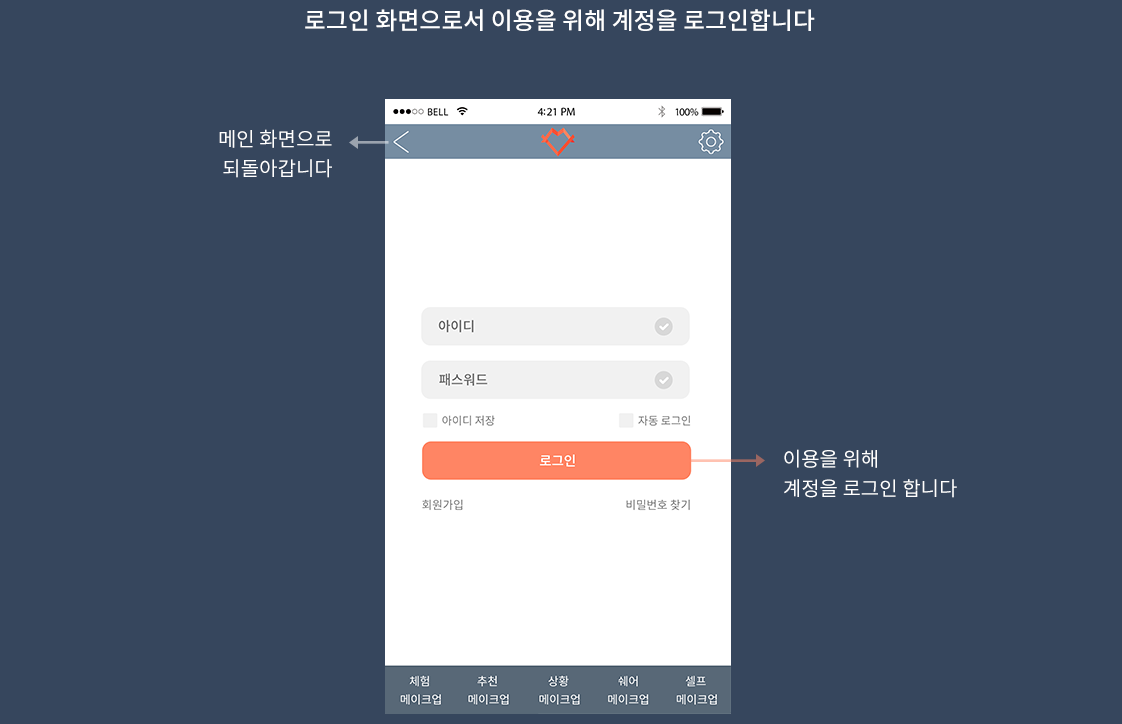 로그인 화면으로서 이용을 위해 계정을 로그인합니다
BELL 4:21 PM 100%
메인 화면으로
되돌아갑니다
아이디
패스워드
아이디 저장 자동 로그인
로그인
이용을 위해
계정을 로그인 합니다
회원가입 비밀번호 찾기
체험 추천 상황 쉐어 셀프
메이크업 메이크업 메이크업 메이크업 메이크업